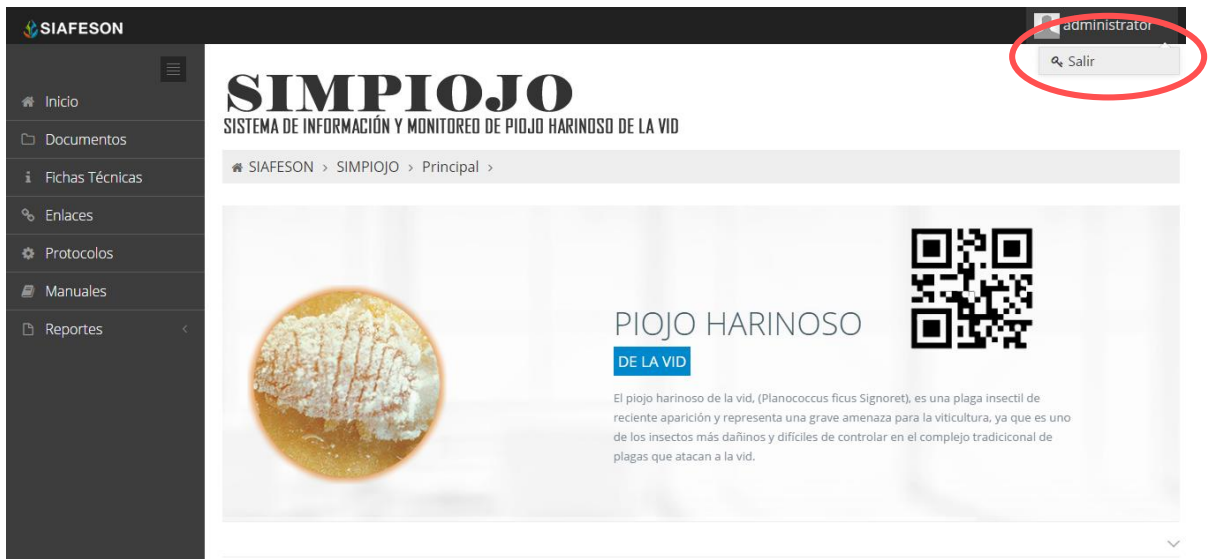 SIAFESON
administrator
Salir
Inicio
Documentos
Fichas Técnicas
Enlaces
Protocolos
Manuales
Reportes
SIMPIOJO
SISTEMA DE INFORMACIÓN Y MONITOREO DE PIOJO HARINOSO DE LA VID
SIAFESON > SIMPIOJO > Principal >
PIOJO HARINOSO
DE LA VID
El piojo harinoso de la vid, (Planococcus ficus Signoret), es una plaga insectil de
reciente aparición y representa una grave amenaza para la viticultura, ya que es uno
de los insectos más dañinos y difíciles de controlar en el complejo tradiciconal de
plagas que atacan a la vid.